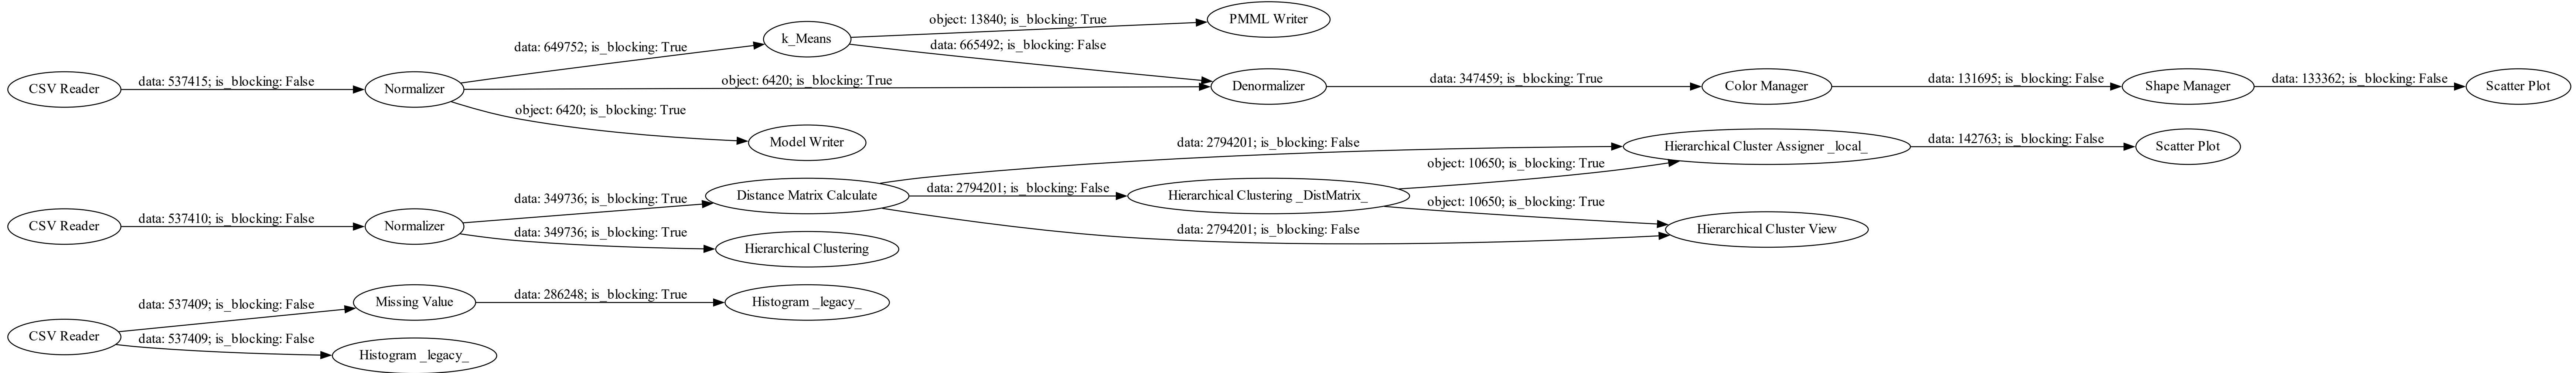 object: 13840; is_blocking: True
PMML Writer
k_Means
data: 649752; is_blocking: True
data: 665492; is_blocking: False
CSV Reader
data: 537415; is_blocking: False
Normalizer
object: 6420; is_blocking: True
Denormalizer
data: 347459; is_blocking: True
Color Manager
data: 131695; is_blocking: False
Shape Manager
data: 133362; is_blocking: False
Scatter Plot
object: 6420; is_blocking: True
Model Writer
data: 2794201; is_blocking: False
Hierarchical Cluster Assigner _local_
data: 142763; is_blocking: False
Scatter Plot
object: 10650; is_blocking: True
data: 349736; is_blocking: True
Distance Matrix Calculate
data: 2794201; is_blocking: False
Hierarchical Clustering _DistMatrix_
object: 10650; is_blocking: True
CSV Reader
data: 537410; is_blocking: False
Normalizer
data: 349736; is_blocking: True
Hierarchical Clustering
data: 2794201; is_blocking: False
Hierarchical Cluster View
data: 537409; is_blocking: False
Missing Value
data: 286248; is_blocking: True
Histogram _legacy_
CSV Reader
data: 537409; is_blocking: False
Histogram _legacy_